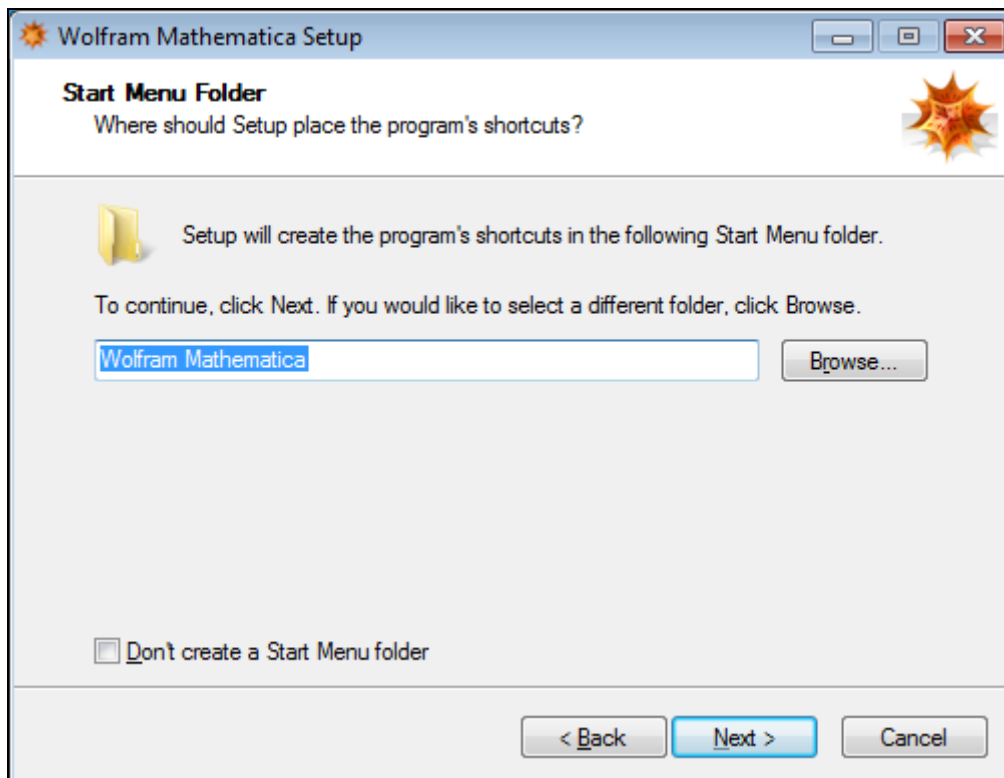 Wolfram Mathematica Setup
Start Menu Folder
Where should Setup place the program's shortcuts?
Setup will create the program's shortcuts in the following Start Menu folder.
To continue, click Next. If you would like to select a different folder, click Browse.
Wolfram Mathematica
Browse...
Don't create a Start Menu folder
< Back
Next >
Cancel